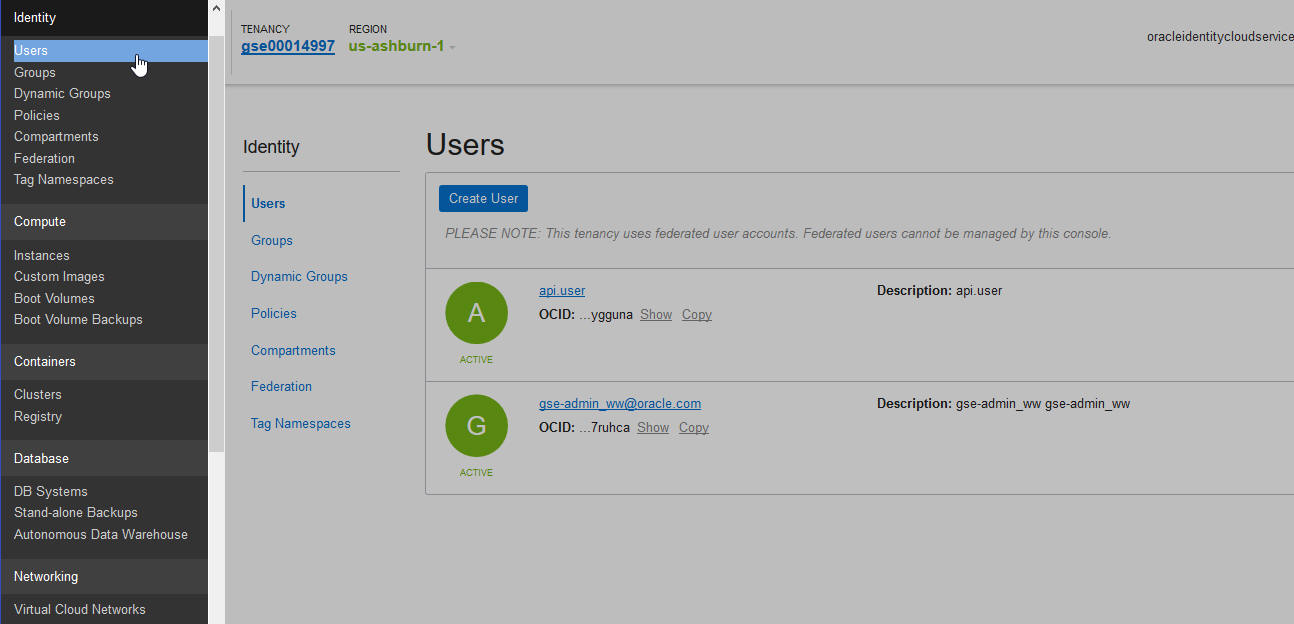 Identity
Users
Groups
Dynamic Groups
Policies
Compartments
Federation
Tag Namespaces
Compute
Instances
Custom Images
Boot Volumes
Boot Volume Backups
Containers
Clusters
Registry
Database
DB Systems
Stand-alone Backups
Autonomous Data Warehouse
Networking
Virtual Cloud Networks
TENANCY REGION
gse00014997 us-ashburn-1
oracleidentitycloudservice
Identity
Users
Groups
Dynamic Groups
Policies
Compartments
Federation
Tag Namespaces
Users
Create User
PLEASE NOTE: This tenancy uses federated user accounts. Federated users cannot be managed by this console.
A
ACTIVE
api.user
OCID: ...ygguna Show Copy
Description: api.user
G
ACTIVE
gse-admin_ww@oracle.com
OCID: ...7ruhca Show Copy
Description: gse-admin_ww gse-admin_ww